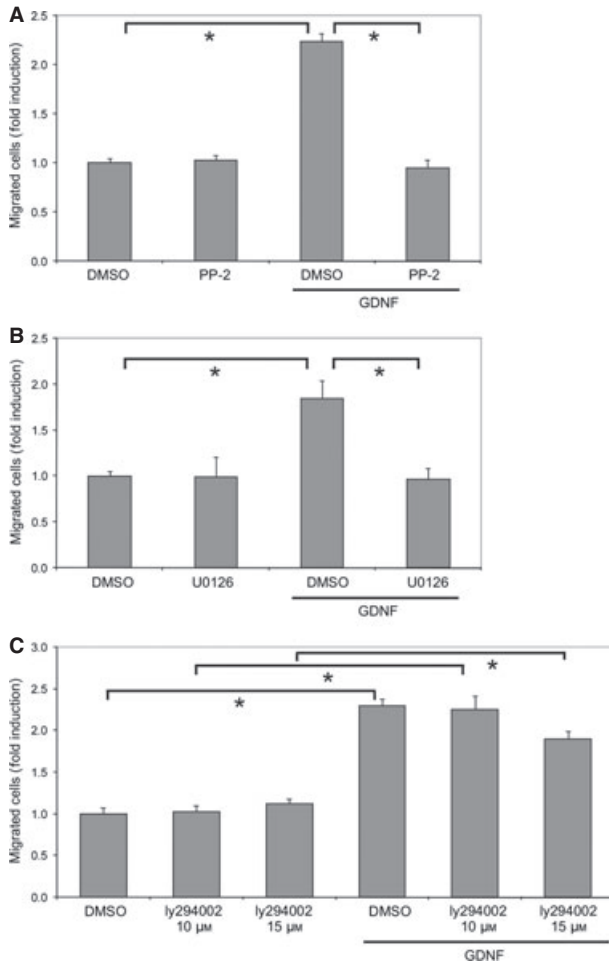 A
Migrated cells (fold induction)
2.5
2.0
1.5
1.0
0.5
0.0
* *
DMSO PP-2 DMSO PP-2
GDNF
B
Migrated cells (fold induction)
2.5
2.0
1.5
1.0
0.5
0.0
* *
DMSO U0126 DMSO U0126
GDNF
C
Migrated cells (fold induction)
3.0
2.5
2.0
1.5
1.0
0.5
0.0
* * *
DMSO ly294002 ly294002 DMSO ly294002 ly294002
10 μM 15 μM 10 μM 15 μM
GDNF